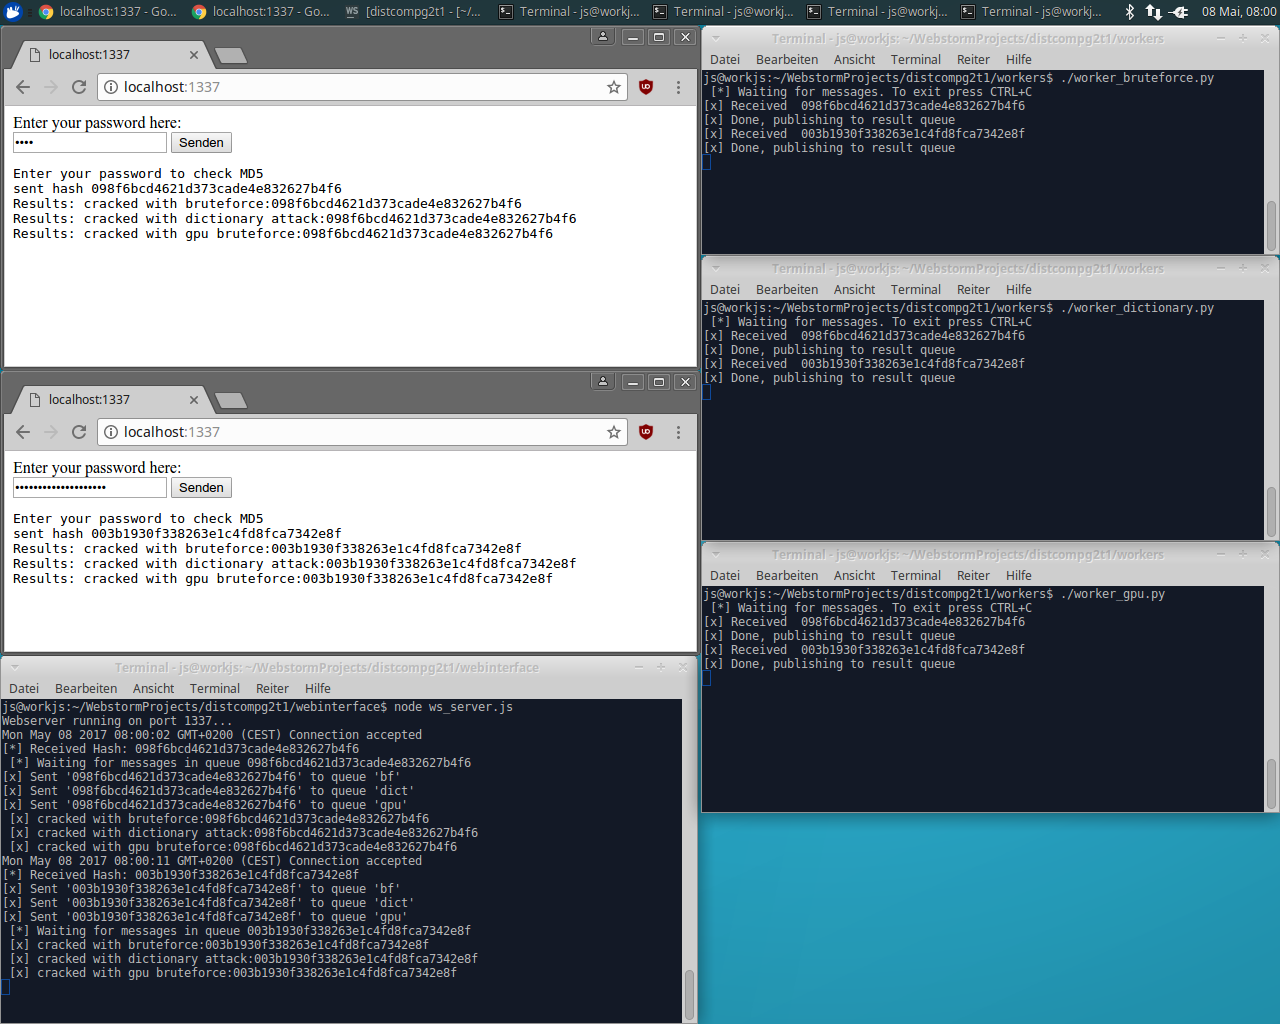 localhost:1337 - Go...
localhost:1337 - Go...
WS [distcompg2t1 - [~/...
Terminal - js@workj...
Terminal - js@workj...
Terminal - js@workj...
Terminal - js@workj...
08 Mai, 08:00
localhost:1337
localhost:1337
Enter your password here:
•••• Senden
Enter your password to check MD5
sent hash 098f6bcd4621d373cade4e832627b4f6
Results: cracked with bruteforce:098f6bcd4621d373cade4e832627b4f6
Results: cracked with dictionary attack:098f6bcd4621d373cade4e832627b4f6
Results: cracked with gpu bruteforce:098f6bcd4621d373cade4e832627b4f6
localhost:1337
localhost:1337
Enter your password here:
•••••••••••••••••••• Senden
Enter your password to check MD5
sent hash 003b1930f338263e1c4fd8fca7342e8f
Results: cracked with bruteforce:003b1930f338263e1c4fd8fca7342e8f
Results: cracked with dictionary attack:003b1930f338263e1c4fd8fca7342e8f
Results: cracked with gpu bruteforce:003b1930f338263e1c4fd8fca7342e8f
Terminal - js@workjs: ~/WebstormProjects/distcompg2t1/webinterface
Datei Bearbeiten Ansicht Terminal Reiter Hilfe
js@workjs:~/WebstormProjects/distcompg2t1/webinterface$ node ws_server.js
Webserver running on port 1337...
Mon May 08 2017 08:00:02 GMT+0200 (CEST) Connection accepted
[*] Received Hash: 098f6bcd4621d373cade4e832627b4f6
[*] Waiting for messages in queue 098f6bcd4621d373cade4e832627b4f6
[x] Sent '098f6bcd4621d373cade4e832627b4f6' to queue 'bf'
[x] Sent '098f6bcd4621d373cade4e832627b4f6' to queue 'dict'
[x] Sent '098f6bcd4621d373cade4e832627b4f6' to queue 'gpu'
[x] cracked with bruteforce:098f6bcd4621d373cade4e832627b4f6
[x] cracked with dictionary attack:098f6bcd4621d373cade4e832627b4f6
[x] cracked with gpu bruteforce:098f6bcd4621d373cade4e832627b4f6
Mon May 08 2017 08:00:11 GMT+0200 (CEST) Connection accepted
[*] Received Hash: 003b1930f338263e1c4fd8fca7342e8f
[x] Sent '003b1930f338263e1c4fd8fca7342e8f' to queue 'bf'
[x] Sent '003b1930f338263e1c4fd8fca7342e8f' to queue 'dict'
[x] Sent '003b1930f338263e1c4fd8fca7342e8f' to queue 'gpu'
[*] Waiting for messages in queue 003b1930f338263e1c4fd8fca7342e8f
[x] cracked with bruteforce:003b1930f338263e1c4fd8fca7342e8f
[x] cracked with dictionary attack:003b1930f338263e1c4fd8fca7342e8f
[x] cracked with gpu bruteforce:003b1930f338263e1c4fd8fca7342e8f
Terminal - js@workjs: ~/WebstormProjects/distcompg2t1/workers
Datei Bearbeiten Ansicht Terminal Reiter Hilfe
js@workjs:~/WebstormProjects/distcompg2t1/workers$ ./worker_bruteforce.py
[*] Waiting for messages. To exit press CTRL+C
[x] Received 098f6bcd4621d373cade4e832627b4f6
[x] Done, publishing to result queue
[x] Received 003b1930f338263e1c4fd8fca7342e8f
[x] Done, publishing to result queue
Terminal - js@workjs: ~/WebstormProjects/distcompg2t1/workers
Datei Bearbeiten Ansicht Terminal Reiter Hilfe
js@workjs:~/WebstormProjects/distcompg2t1/workers$ ./worker_dictionary.py
[*] Waiting for messages. To exit press CTRL+C
[x] Received 098f6bcd4621d373cade4e832627b4f6
[x] Done, publishing to result queue
[x] Received 003b1930f338263e1c4fd8fca7342e8f
[x] Done, publishing to result queue
Terminal - js@workjs: ~/WebstormProjects/distcompg2t1/workers
Datei Bearbeiten Ansicht Terminal Reiter Hilfe
js@workjs:~/WebstormProjects/distcompg2t1/workers$ ./worker_gpu.py
[*] Waiting for messages. To exit press CTRL+C
[x] Received 098f6bcd4621d373cade4e832627b4f6
[x] Done, publishing to result queue
[x] Received 003b1930f338263e1c4fd8fca7342e8f
[x] Done, publishing to result queue